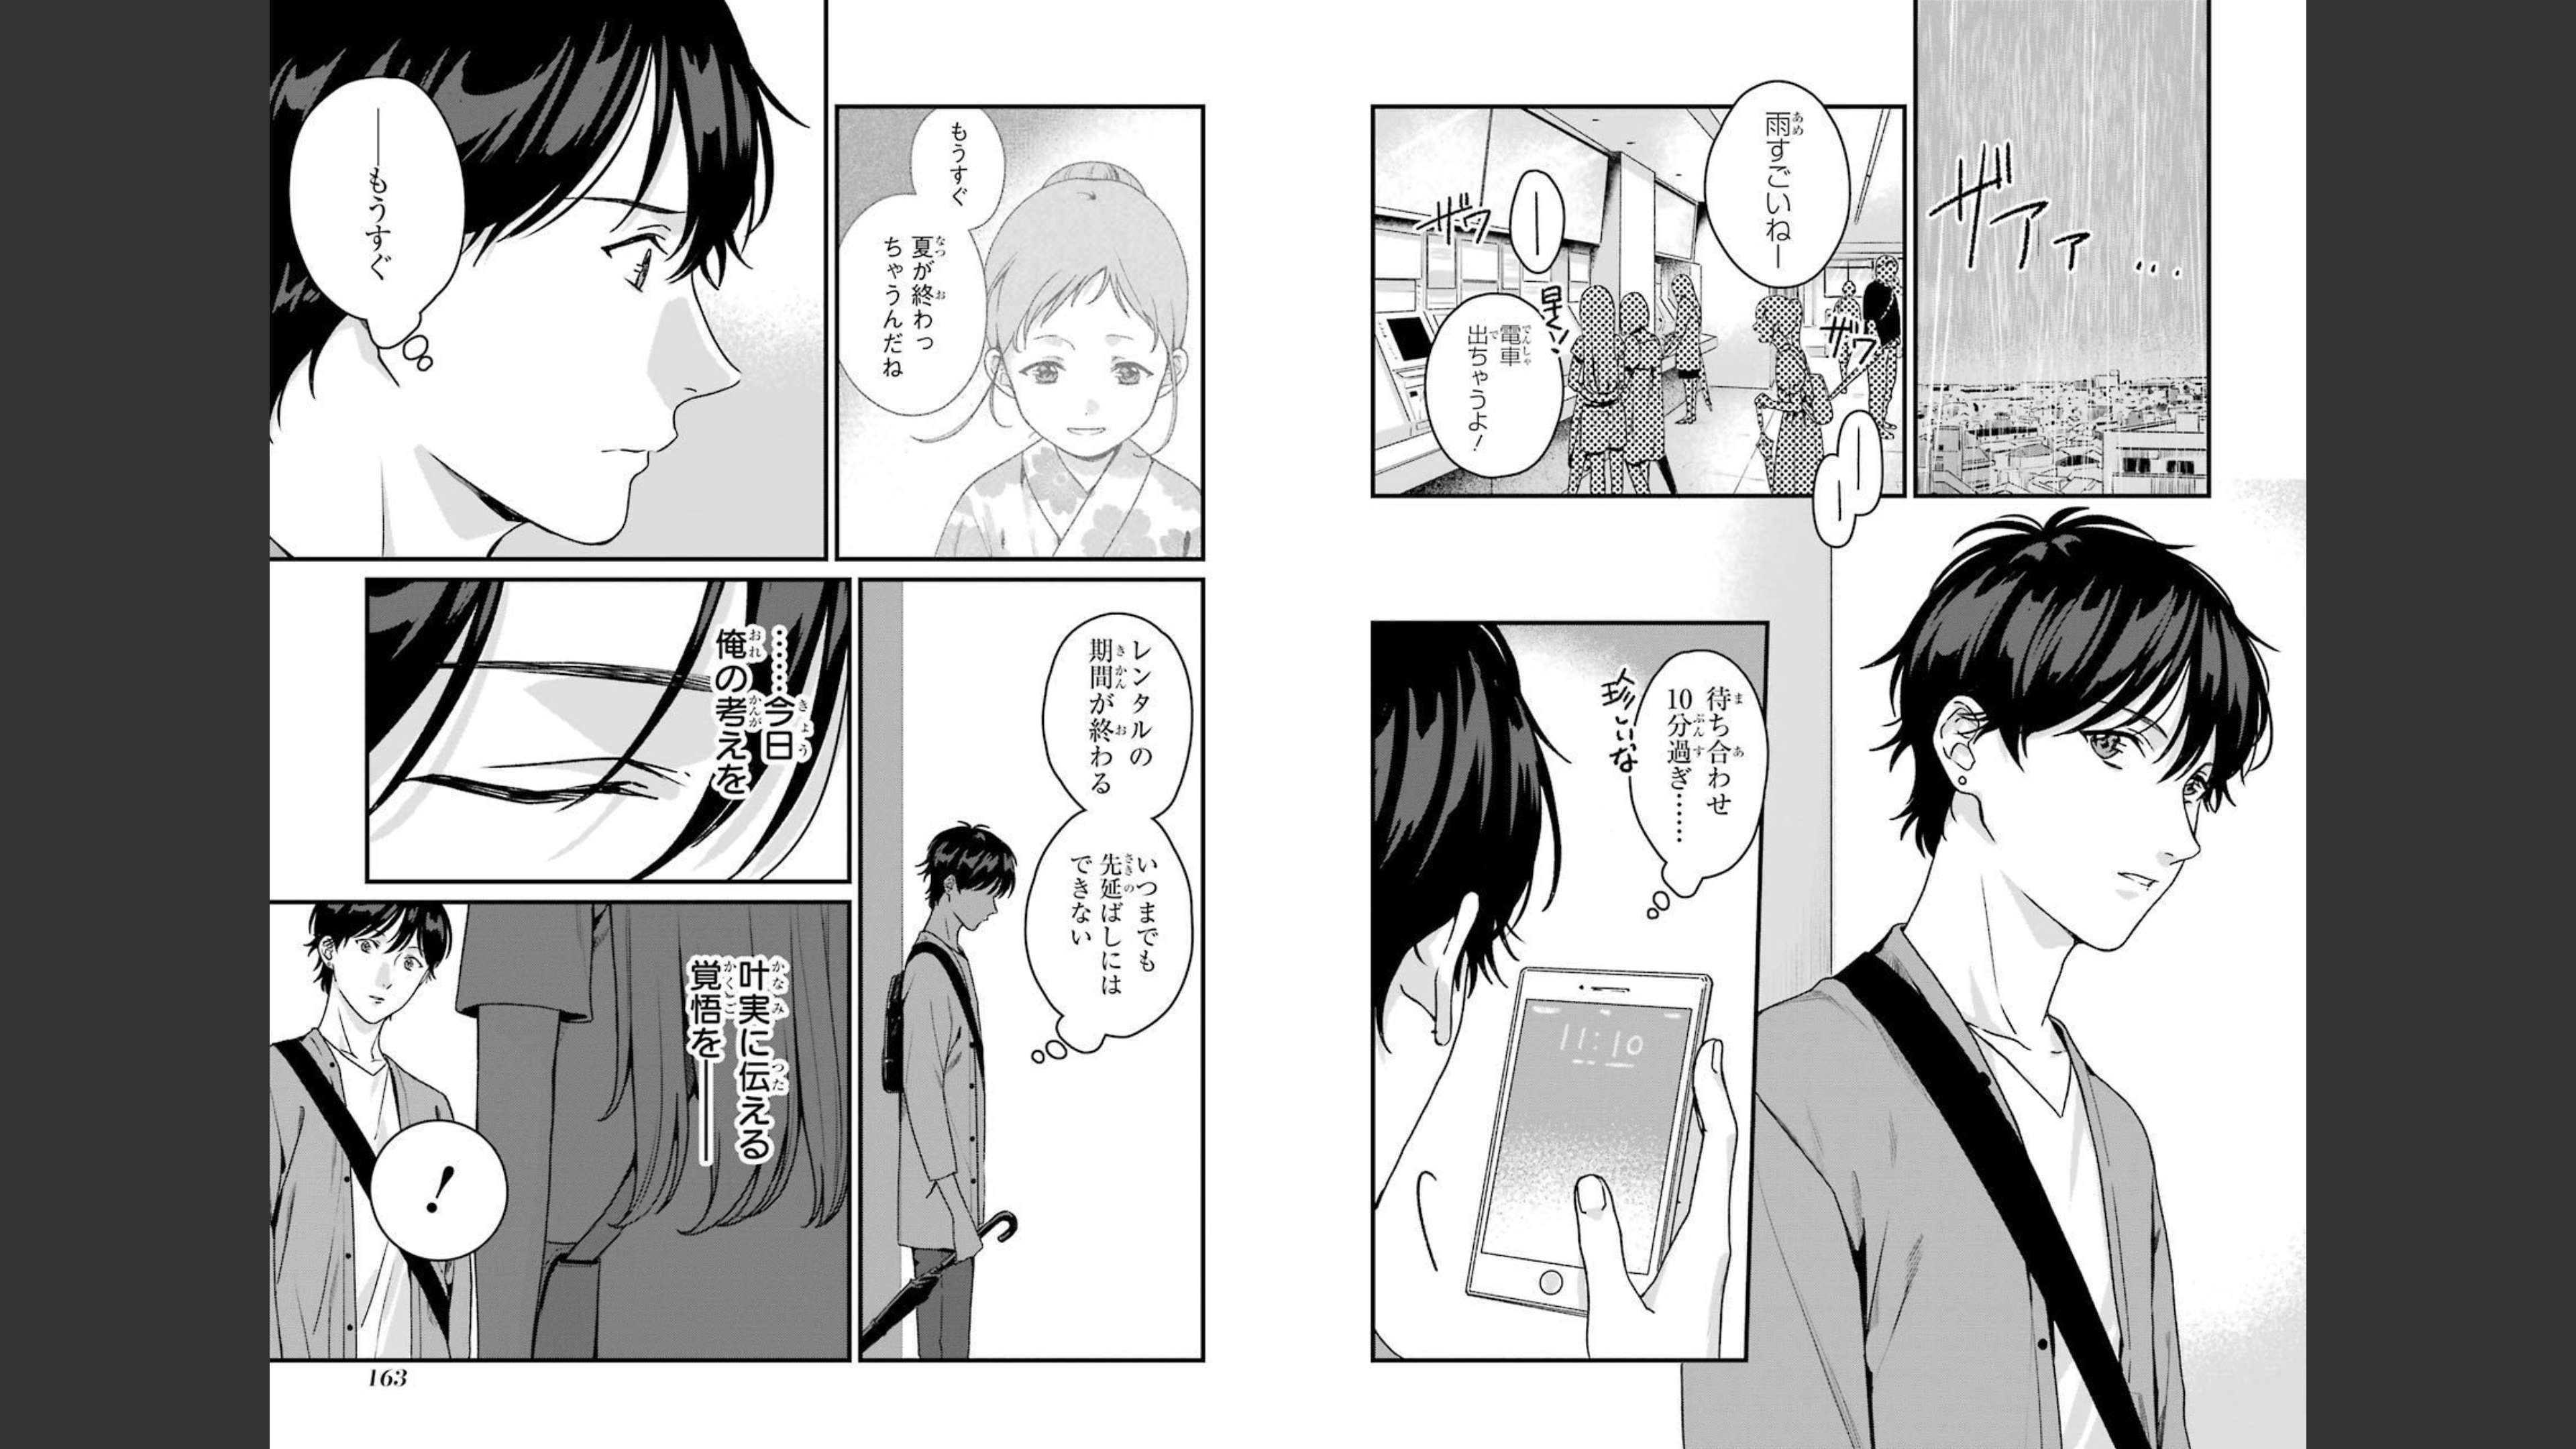 ザアア…
雨すごいねー
ザワ
ザワ
早く!
電車
出ちゃうよ!
待ち合わせ
10分過ぎ……
珍しいな
11:10
もうすぐ
夏が終わっ
ちゃうんだね
―もうすぐ
レンタルの
期間が終わる
いつまでも
先延ばしには
できない
……今日
俺の考えを
叶実に伝える
覚悟を――
!
163